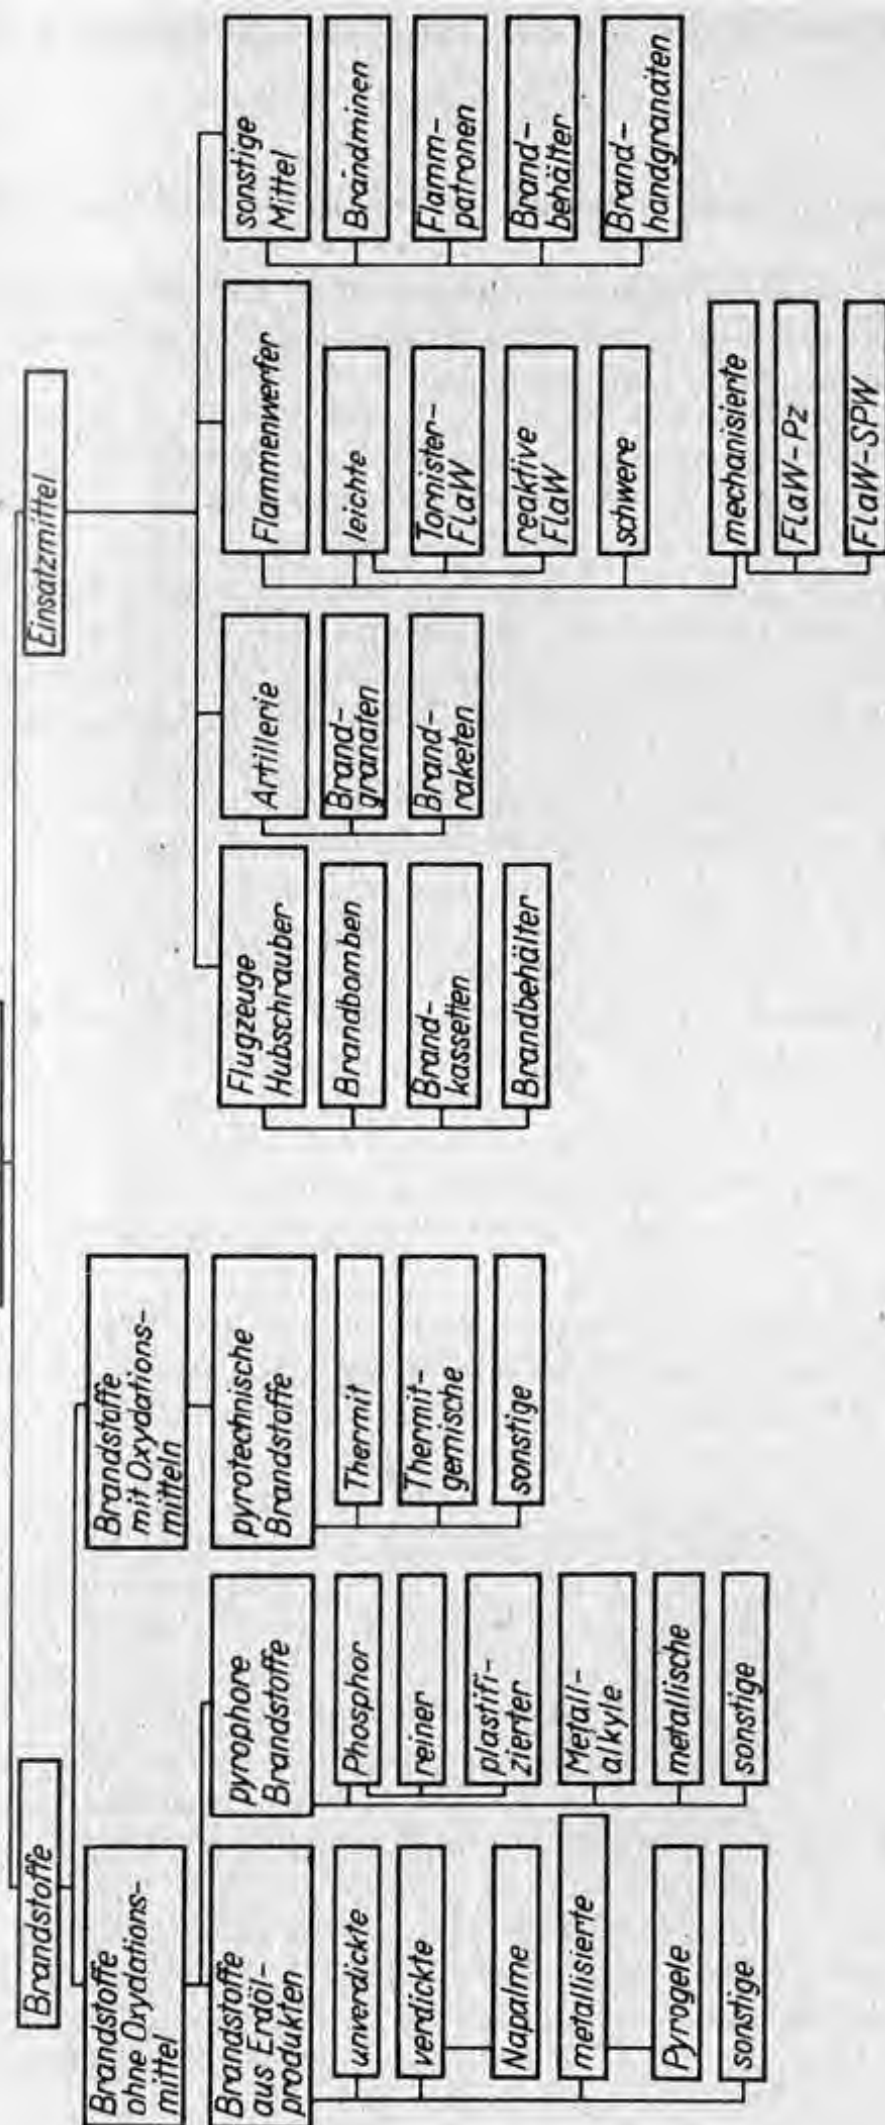 Brandstoffe
Brandstoffe
ohne Oxydations-
mittel
Brandstoffe
aus Erdöl-
produkten
unverdickte
verdickte
Napalme
metallisierte
Pyrogele
sonstige
pyrophore
Brandstoffe
Phosphor
reiner
plastifi-
zierter
Metall-
alkyle
metallische
sonstige
Brandstoffe
mit Oxydations-
mitteln
pyrotechnische
Brandstoffe
Thermit
Thermit-
gemische
sonstige
Einsatzmittel
Flugzeuge
Hubschrauber
Brandbomben
Brand-
kassetten
Brandbehälter
Artillerie
Brand-
granaten
Brand-
raketen
Flammenwerfer
leichte
Tornister-
FlaW
reaktive
FlaW
schwere
mechanisierte
FlaW-Pz
FlaW-SPW
sonstige
Mittel
Brandminen
Flamm-
patronen
Brand-
behälter
Brand-
handgranaten